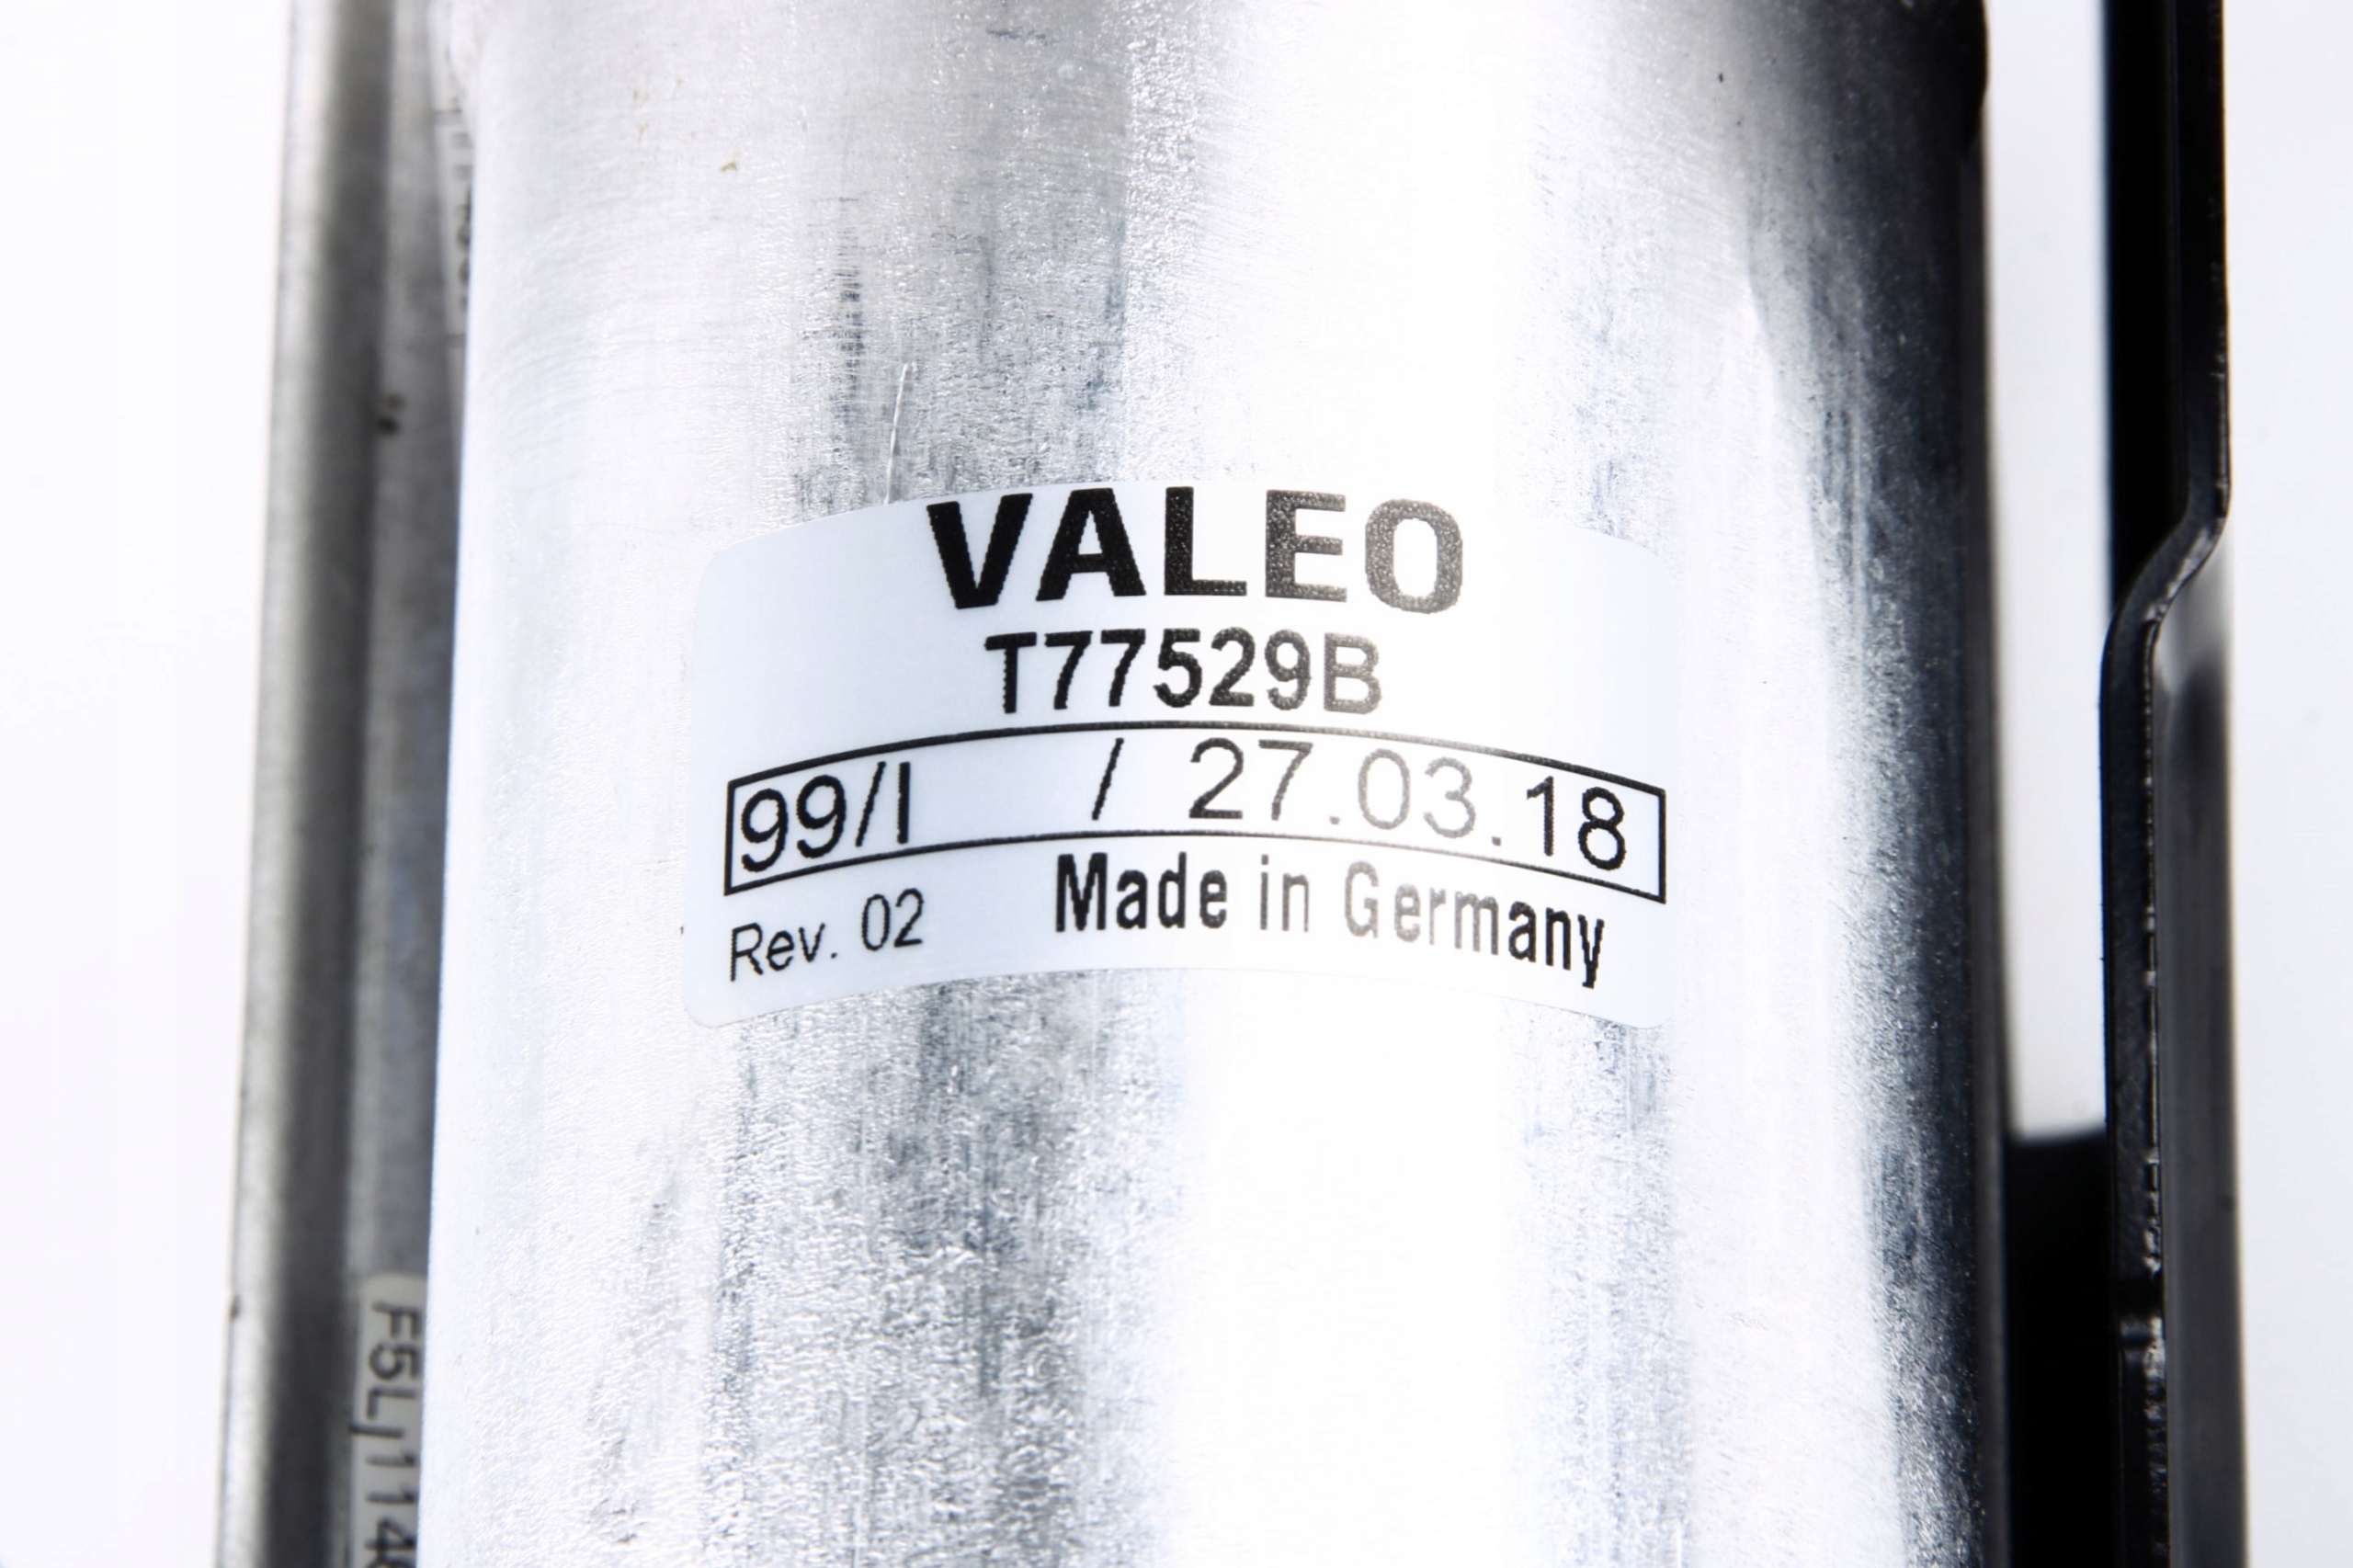 VALEO
T77529B
99/I / 27.03.18
Rev. 02 Made in Germany